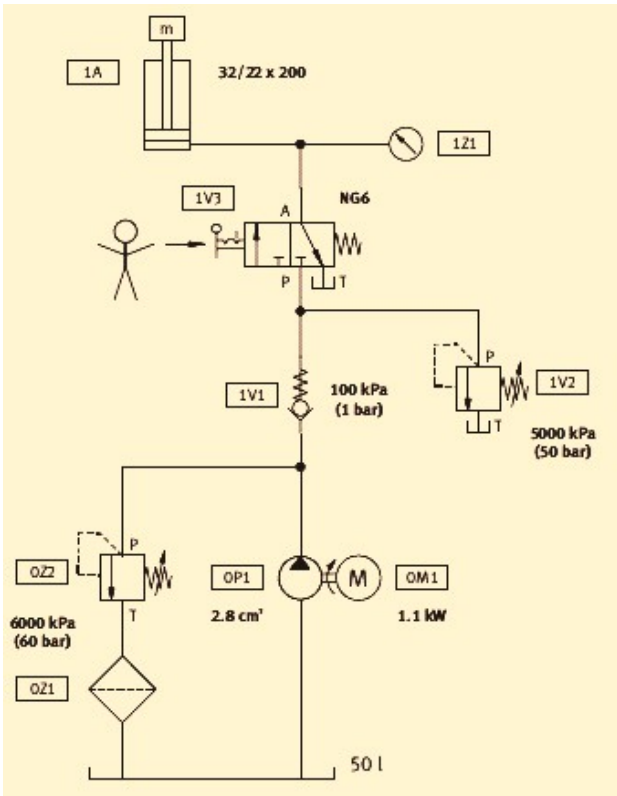 m
1A
32/22 x 200
1Z1
1V3
NG6
A
P
T
1V1
100 kPa
(1 bar)
P
1V2
T
5000 kPa
(50 bar)
P
0Z2
T
6000 kPa
(60 bar)
0P1
M
0M1
2.8 cm³
1.1 kW
0Z1
50 l